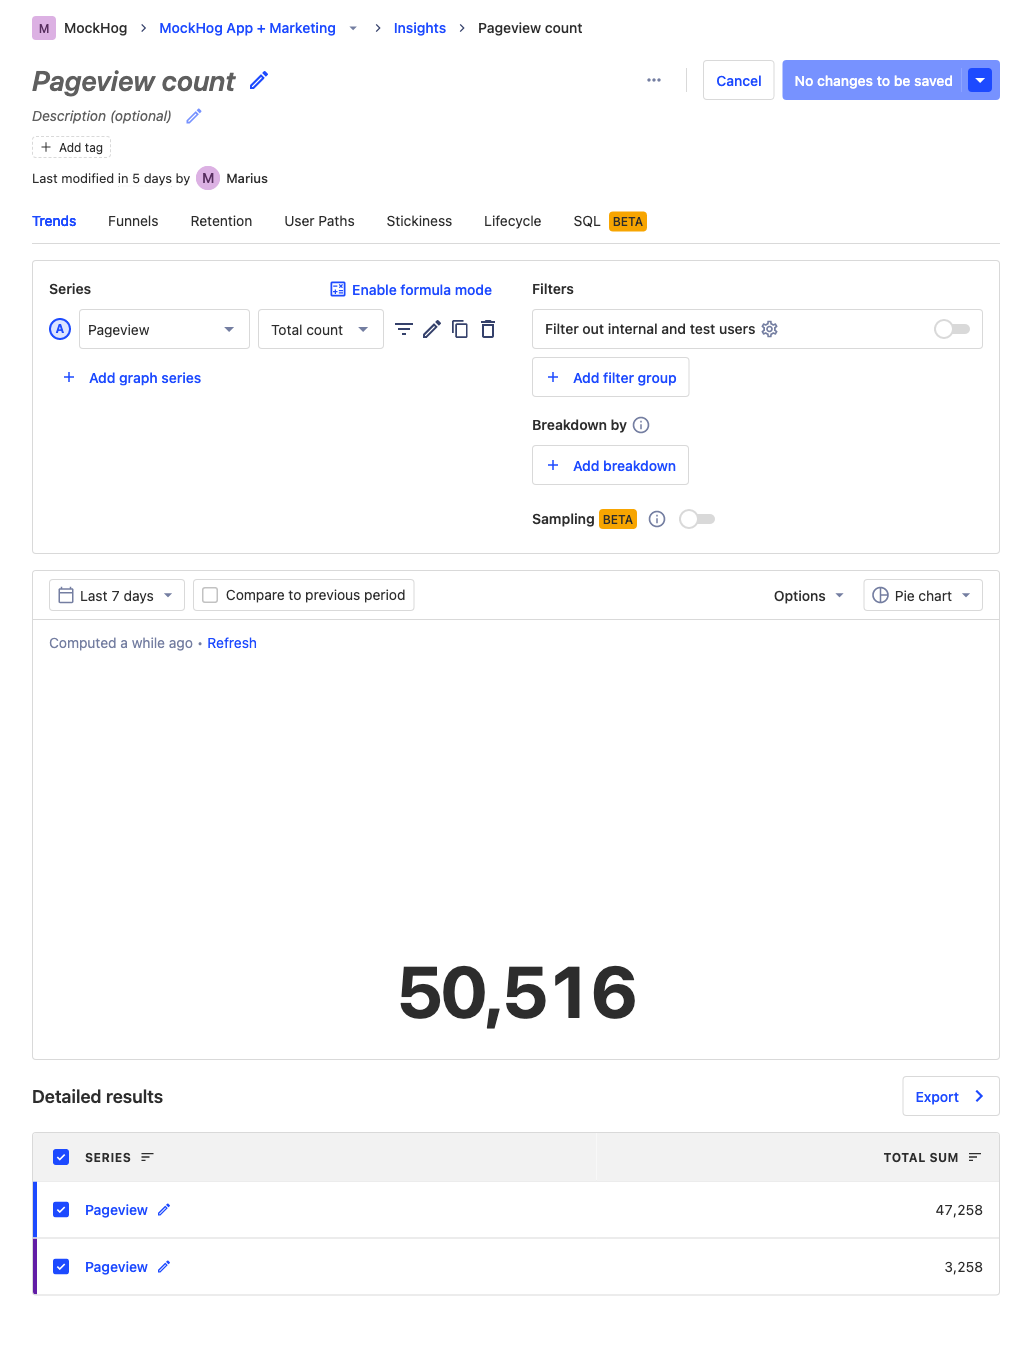 M MockHog MockHog App + Marketing Insights Pageview count
Pageview count
Cancel No changes to be saved
Description (optional)
Add tag
Last modified in 5 days by M Marius
Trends Funnels Retention User Paths Stickiness Lifecycle SQL BETA
Series Enable formula mode
A Pageview Total count
Add graph series
Filters
Filter out internal and test users
Add filter group
Breakdown by
Add breakdown
Sampling BETA
Last 7 days Compare to previous period Options Pie chart
Computed a while ago • Refresh
50,516
Detailed results Export
SERIES TOTAL SUM
Pageview 47,258
Pageview 3,258